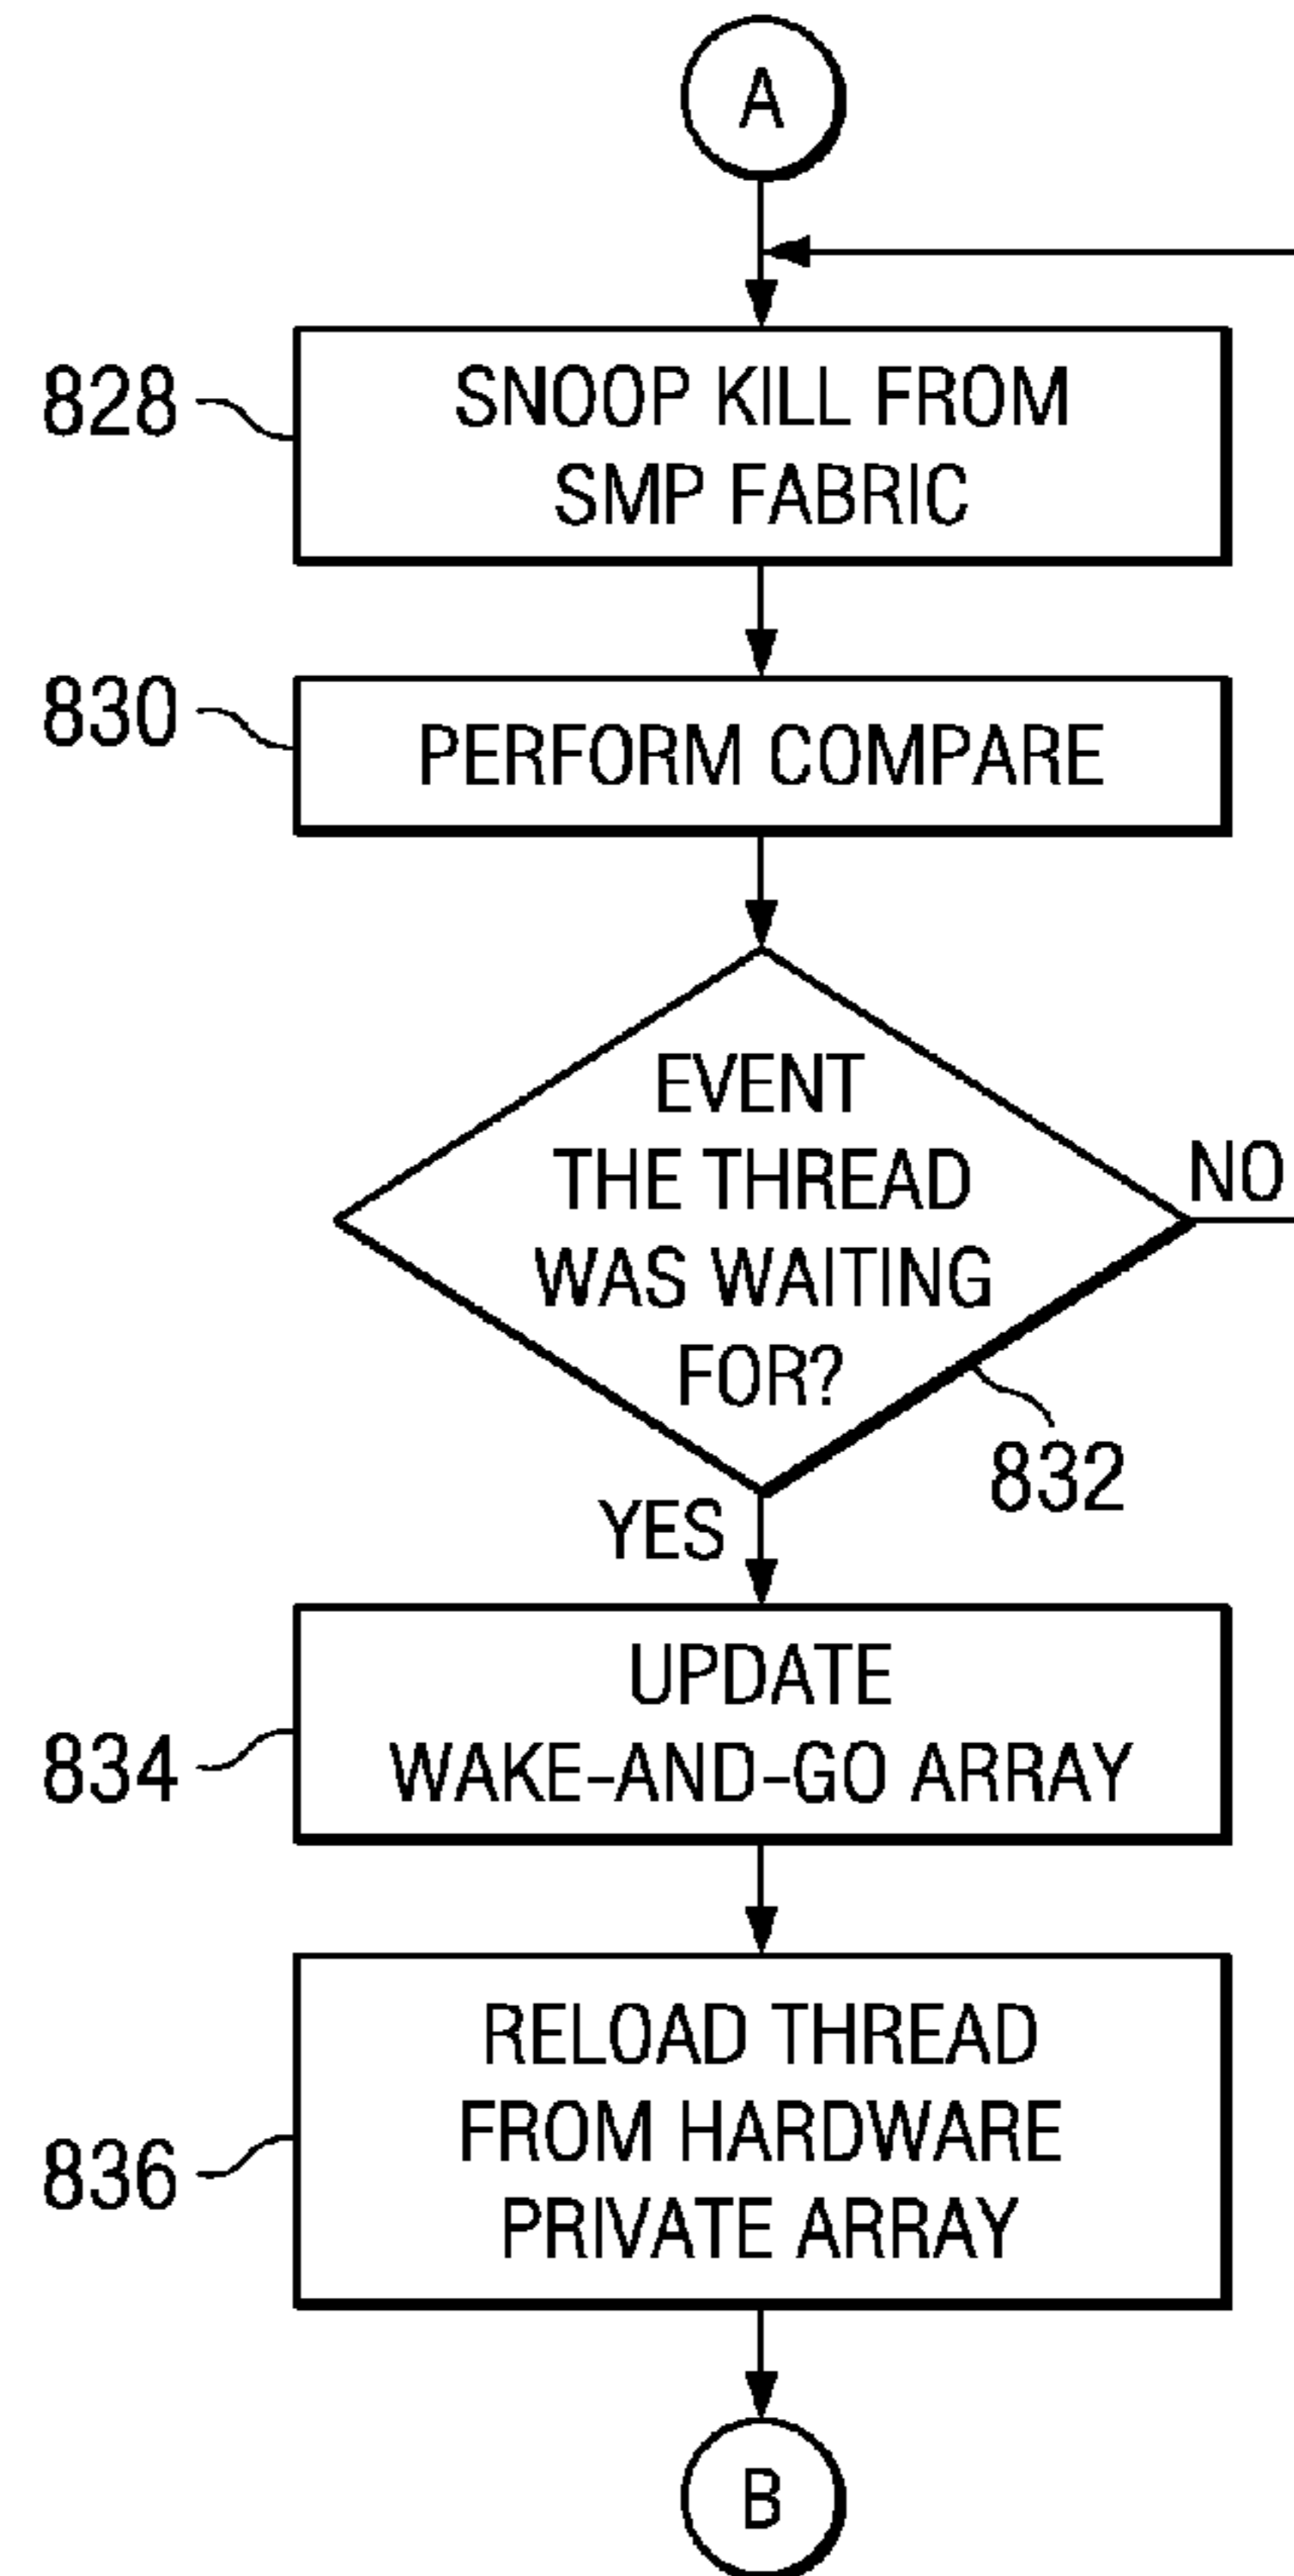 A
828
SNOOP KILL FROM
SMP FABRIC
830
PERFORM COMPARE
EVENT
THE THREAD
WAS WAITING
FOR?
NO
832
YES
834
UPDATE
WAKE-AND-GO ARRAY
836
RELOAD THREAD
FROM HARDWARE
PRIVATE ARRAY
B